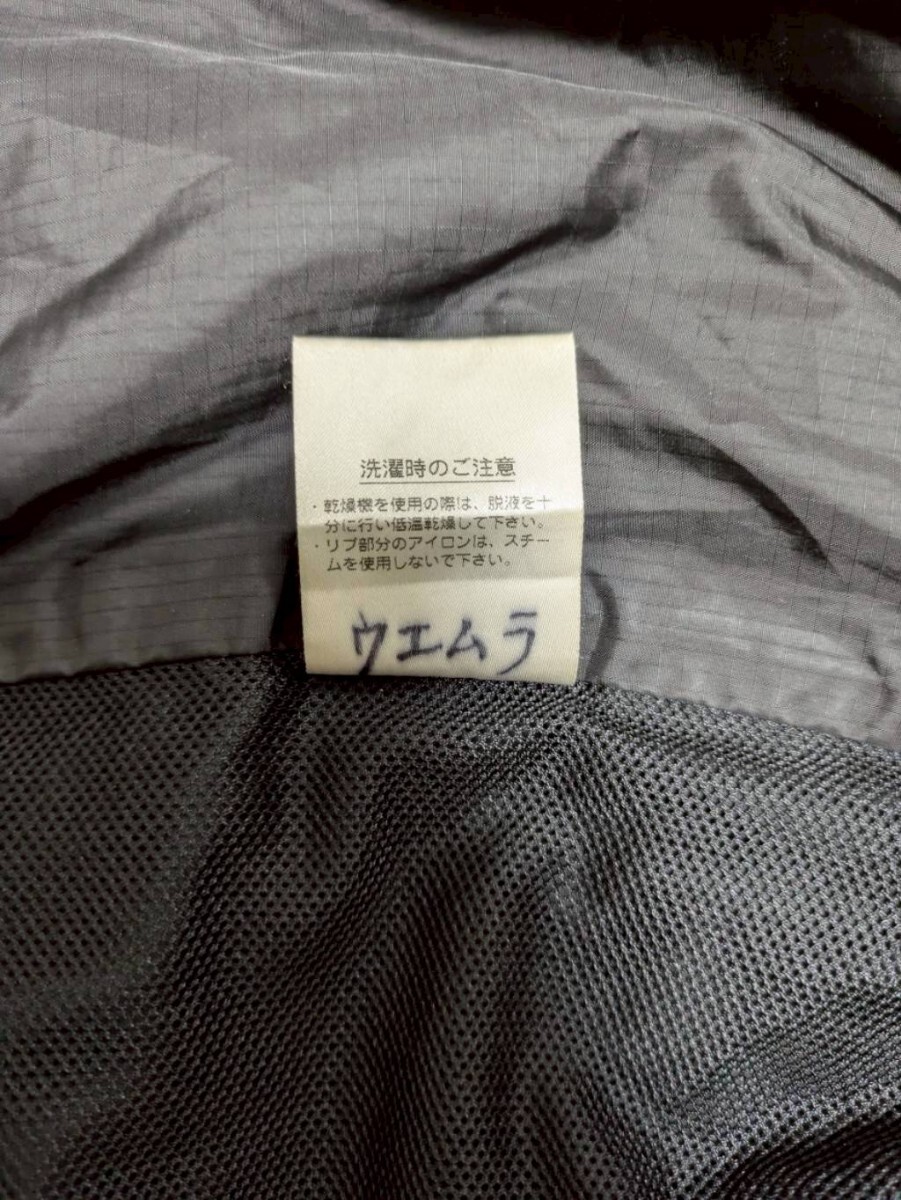 洗濯時のご注意
・乾燥機を使用の際は、脱液を十
分に行い低温乾燥して下さい。
・リブ部分のアイロンは、スチー
ムを使用しないで下さい。
ウエムラ